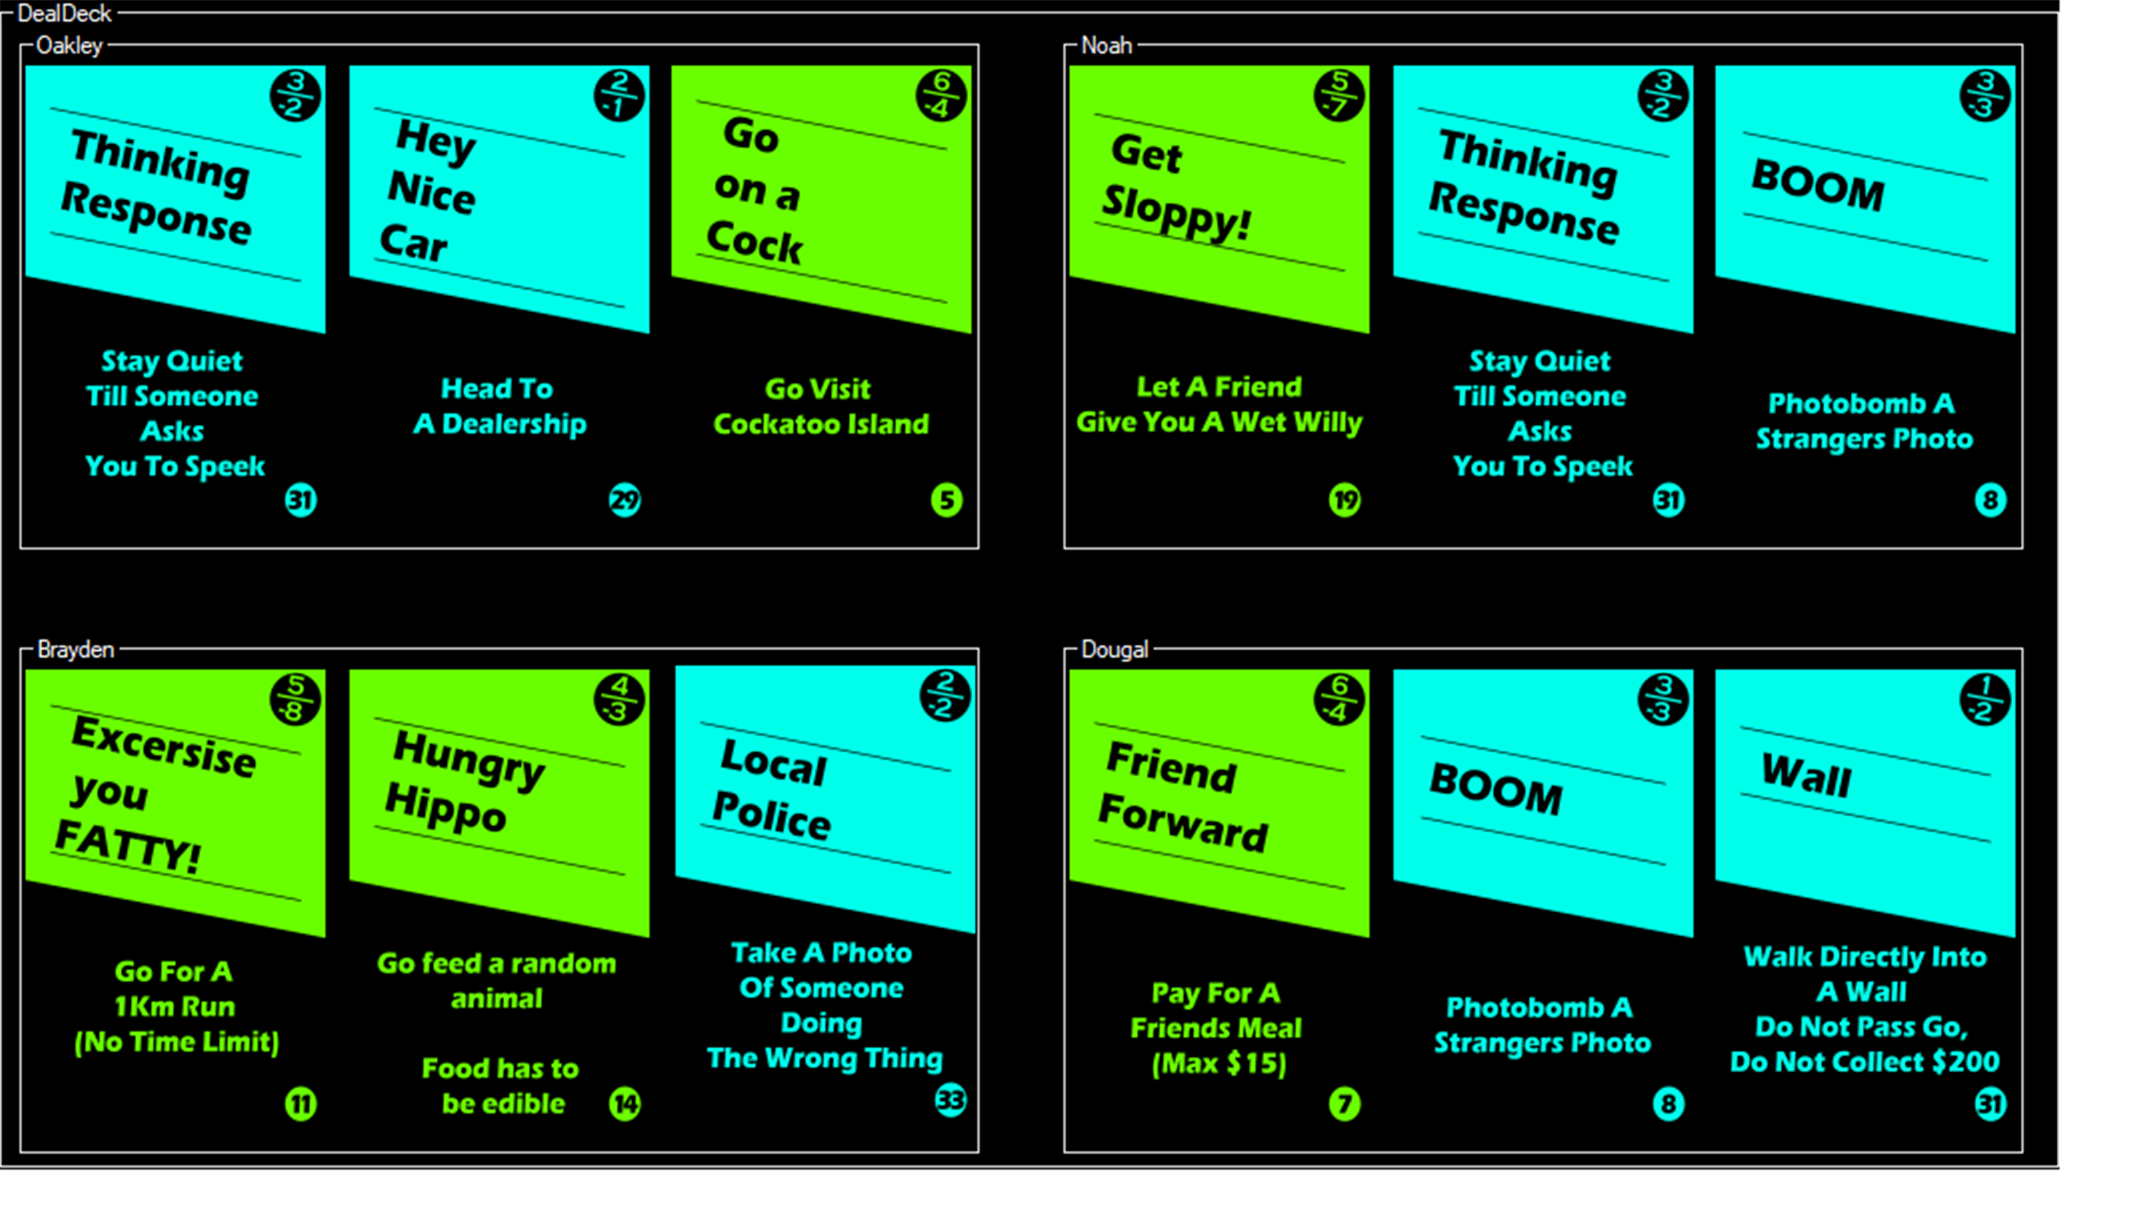 DealDeck
Oakley
3
-2
Thinking
Response
Stay Quiet
Till Someone
Asks
You To Speek
31
2
-1
Hey
Nice
Car
Head To
A Dealership
29
6
-4
Go
on a
Cock
Go Visit
Cockatoo Island
5
Noah
5
-7
Get
Sloppy!
Let A Friend
Give You A Wet Willy
19
3
-2
Thinking
Response
Stay Quiet
Till Someone
Asks
You To Speek
31
3
-3
BOOM
Photobomb A
Strangers Photo
8
Brayden
5
-8
Excersise
you
FATTY!
Go For A
1Km Run
(No Time Limit)
11
4
-3
Hungry
Hippo
Go feed a random
animal
Food has to
be edible
14
2
-2
Local
Police
Take A Photo
Of Someone
Doing
The Wrong Thing
33
Dougal
6
-4
Friend
Forward
Pay For A
Friends Meal
(Max $15)
7
3
-3
BOOM
Photobomb A
Strangers Photo
8
1
-2
Wall
Walk Directly Into
A Wall
Do Not Pass Go,
Do Not Collect $200
31